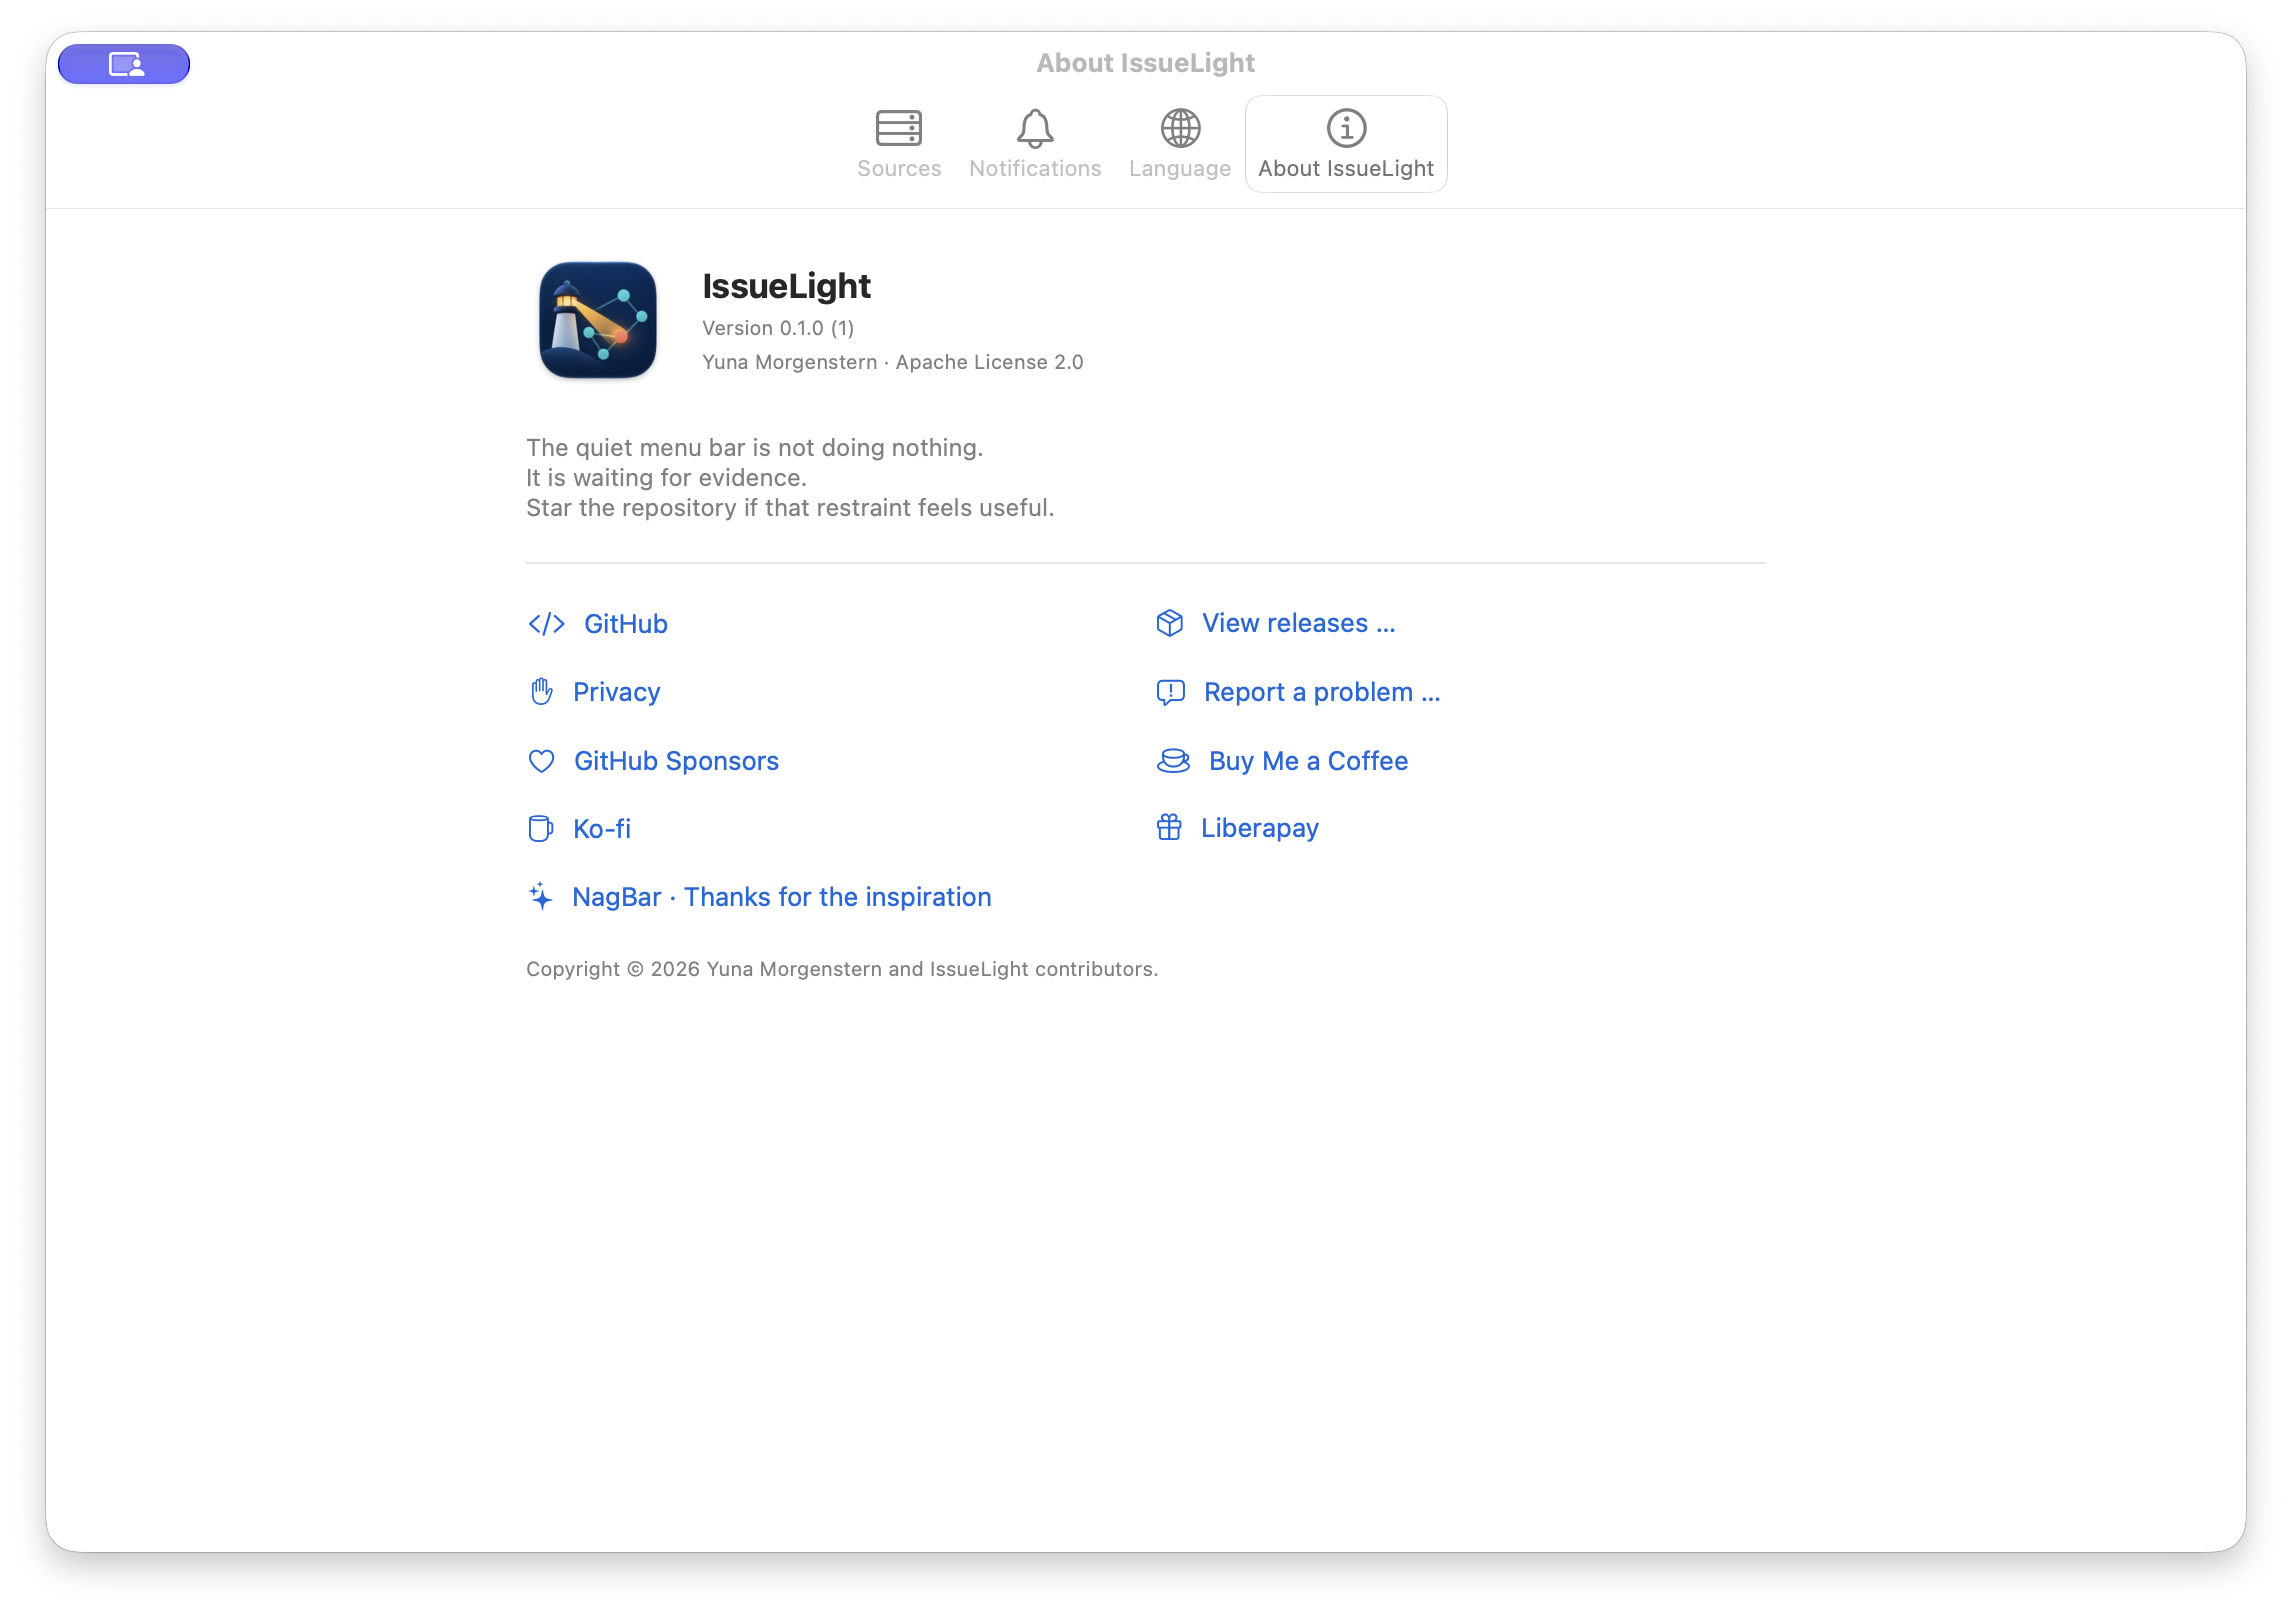 About IssueLight
Sources
Notifications
Language
About IssueLight
IssueLight
Version 0.1.0 (1)
Yuna Morgenstern · Apache License 2.0
The quiet menu bar is not doing nothing.
It is waiting for evidence.
Star the repository if that restraint feels useful.
GitHub
View releases ...
Privacy
Report a problem ...
GitHub Sponsors
Buy Me a Coffee
Ko-fi
Liberapay
NagBar · Thanks for the inspiration
Copyright © 2026 Yuna Morgenstern and IssueLight contributors.